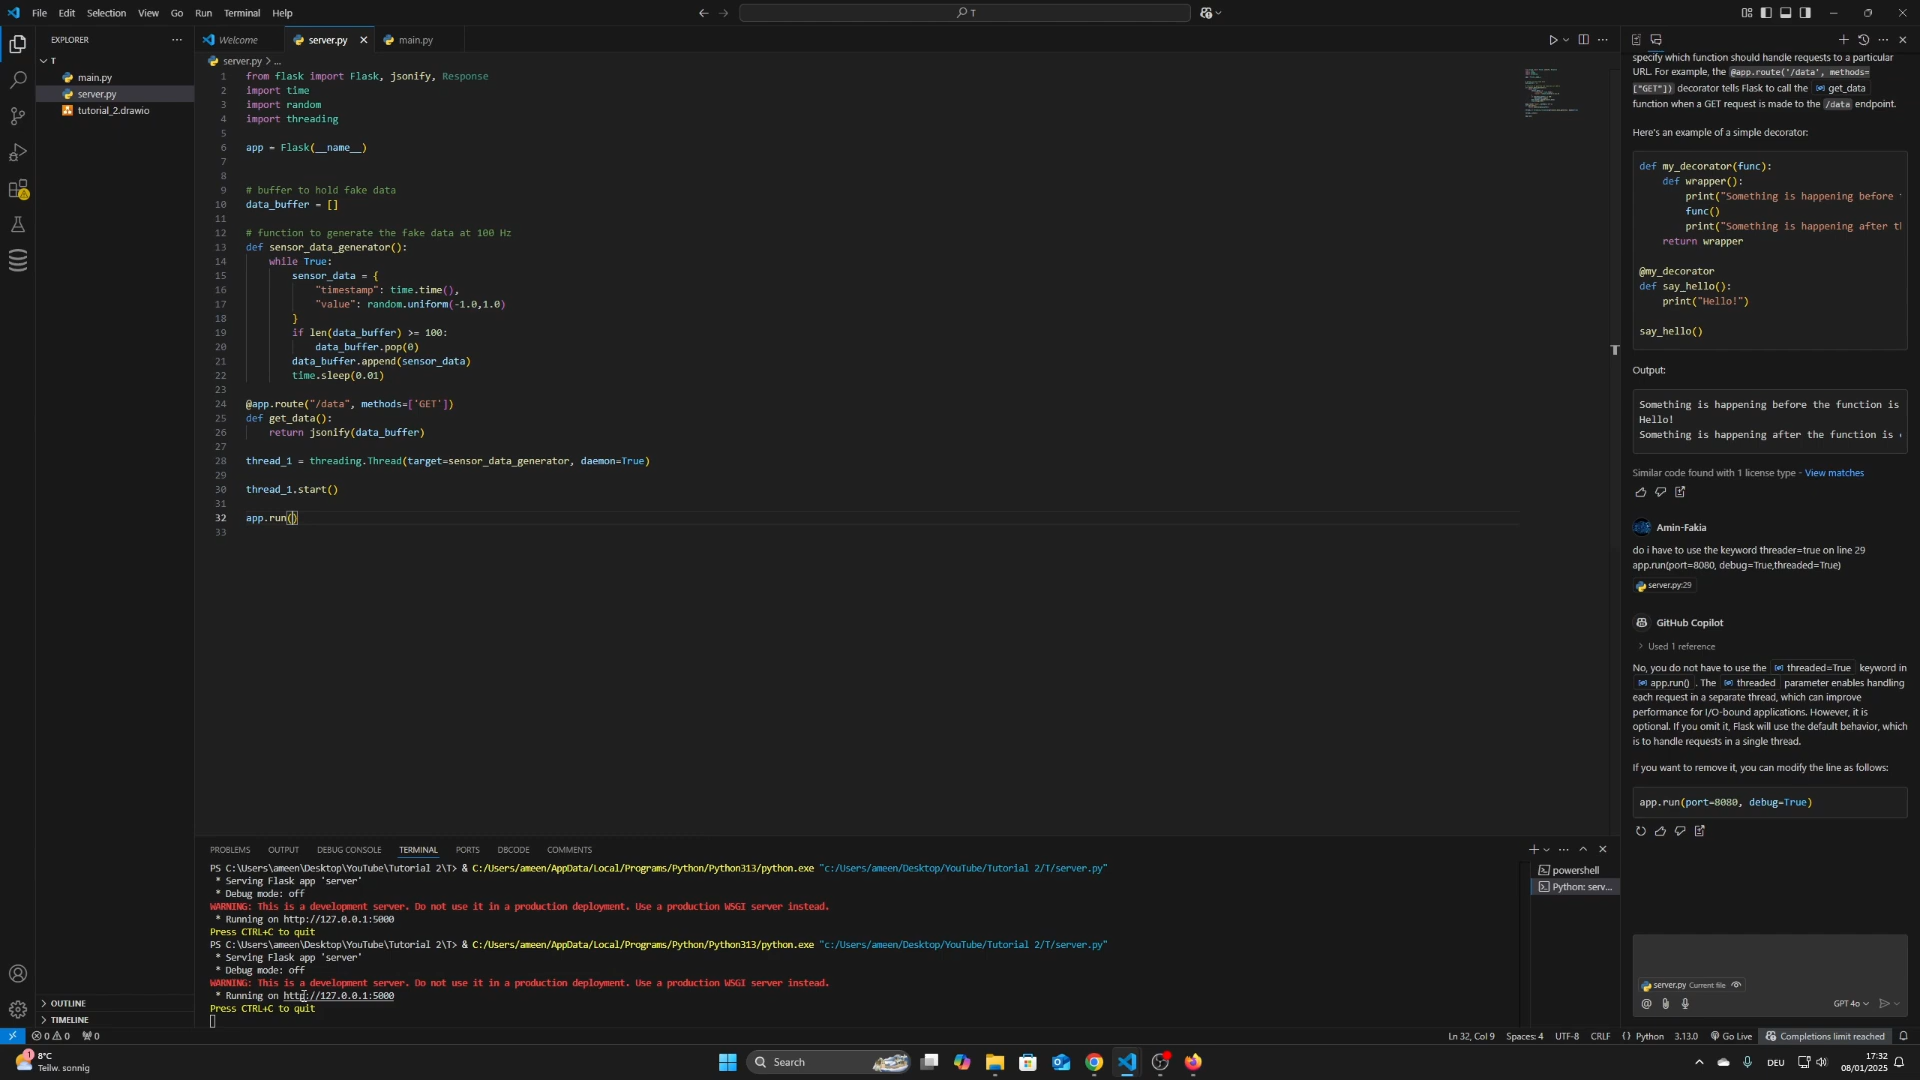 File Edit Selection View Go Run Terminal Help
T
EXPLORER
T
main.py
server.py
tutorial_2.drawio
OUTLINE
TIMELINE
Welcome
server.py
main.py
server.py > ...
1 from flask import Flask, jsonify, Response
2 import time
3 import random
4 import threading
5
6 app = Flask(__name__)
7
8
9 # buffer to hold fake data
10 data_buffer = []
11
12 # function to generate the fake data at 100 Hz
13 def sensor_data_generator():
14 while True:
15 sensor_data = {
16 "timestamp": time.time(),
17 "value": random.uniform(-1.0,1.0)
18 }
19 if len(data_buffer) >= 100:
20 data_buffer.pop(0)
21 data_buffer.append(sensor_data)
22 time.sleep(0.01)
23
24 @app.route("/data", methods=['GET'])
25 def get_data():
26 return jsonify(data_buffer)
27
28 thread_1 = threading.Thread(target=sensor_data_generator, daemon=True)
29
30 thread_1.start()
31
32 app.run()
33
PROBLEMS OUTPUT DEBUG CONSOLE TERMINAL PORTS DBCODE COMMENTS
PS C:\Users\ameen\Desktop\YouTube\Tutorial 2\T> & C:/Users/ameen/AppData/Local/Programs/Python/Python313/python.exe "c:/Users/ameen/Desktop/YouTube/Tutorial 2/T/server.py"
* Serving Flask app 'server'
* Debug mode: off
WARNING: This is a development server. Do not use it in a production deployment. Use a production WSGI server instead.
* Running on http://127.0.0.1:5000
Press CTRL+C to quit
PS C:\Users\ameen\Desktop\YouTube\Tutorial 2\T> & C:/Users/ameen/AppData/Local/Programs/Python/Python313/python.exe "c:/Users/ameen/Desktop/YouTube/Tutorial 2/T/server.py"
* Serving Flask app 'server'
* Debug mode: off
WARNING: This is a development server. Do not use it in a production deployment. Use a production WSGI server instead.
* Running on http://127.0.0.1:5000
Press CTRL+C to quit
powershell
Python: serv...
specify which function should handle requests to a particular
URL. For example, the @app.route('/data', methods=
["GET"]) decorator tells Flask to call the get_data
function when a GET request is made to the /data endpoint.
Here's an example of a simple decorator:
def my_decorator(func):
def wrapper():
print("Something is happening before
func()
print("Something is happening after t
return wrapper
@my_decorator
def say_hello():
print("Hello!")
say_hello()
Output:
Something is happening before the function is
Hello!
Something is happening after the function is
Similar code found with 1 license type - View matches
Amin-Fakia
do i have to use the keyword threader=true on line 29
app.run(port=8080, debug=True,threaded=True)
server.py:29
GitHub Copilot
Used 1 reference
No, you do not have to use the threaded=True keyword in
app.run() . The threaded parameter enables handling
each request in a separate thread, which can improve
performance for I/O-bound applications. However, it is
optional. If you omit it, Flask will use the default behavior, which
is to handle requests in a single thread.
If you want to remove it, you can modify the line as follows:
app.run(port=8080, debug=True)
server.py Current file
GPT 4o
0 0 0
Ln 32, Col 9 Spaces: 4 UTF-8 CRLF Python 3.13.0 Go Live Completions limit reached
8°C
Teilw. sonnig
Search
DEU
17:32
08/01/2025